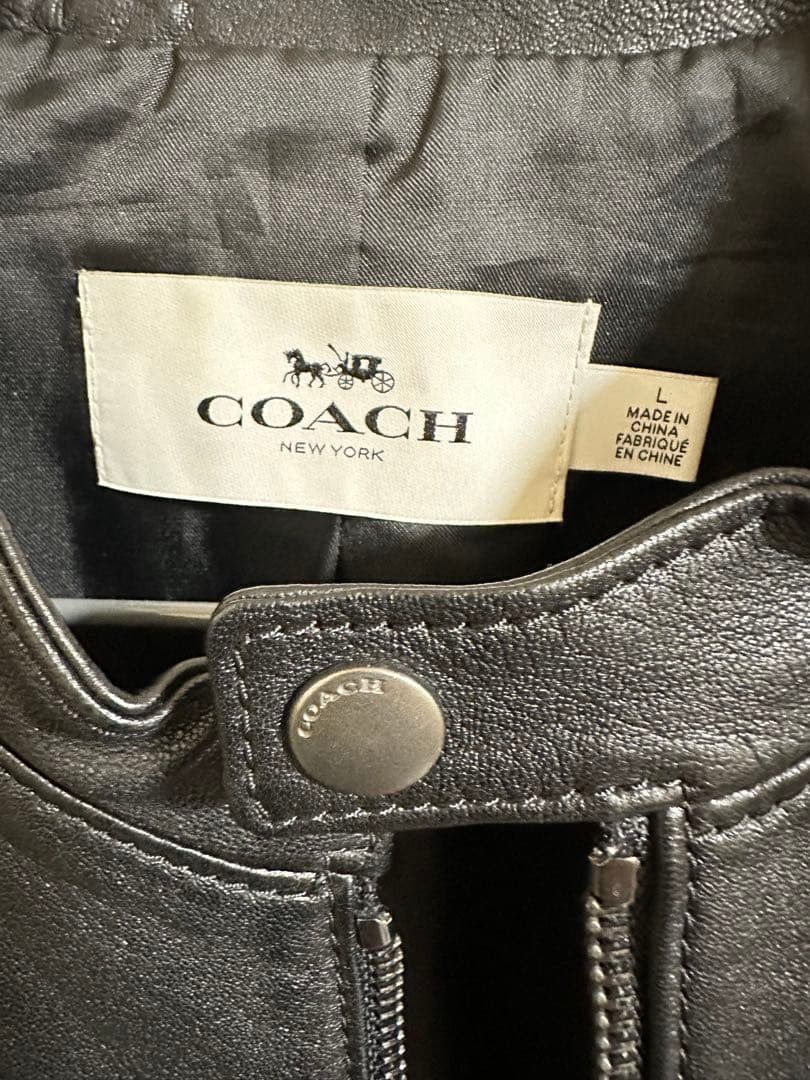 COACH
NEW YORK
L
MADE IN
CHINA
FABRIQUÉ
EN CHINE
COACH